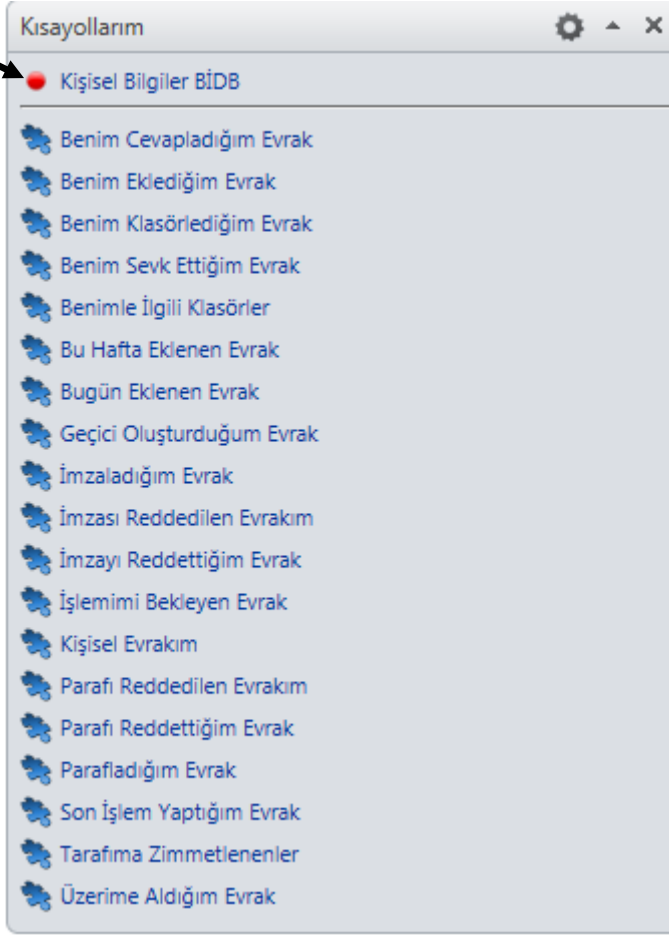 Kısayollarım
Kişisel Bilgiler BİDB
Benim Cevapladığım Evrak
Benim Eklediğim Evrak
Benim Klasörlediğim Evrak
Benim Sevk Ettiğim Evrak
Benimle İlgili Klasörler
Bu Hafta Eklenen Evrak
Bugün Eklenen Evrak
Geçici Oluşturduğum Evrak
İmzaladığım Evrak
İmzası Reddedilen Evrakım
İmzayı Reddettiğim Evrak
İşlemimi Bekleyen Evrak
Kişisel Evrakım
Parafı Reddedilen Evrakım
Parafı Reddettiğim Evrak
Parafladığım Evrak
Son İşlem Yaptığım Evrak
Tarafıma Zimmetlenenler
Üzerime Aldığım Evrak